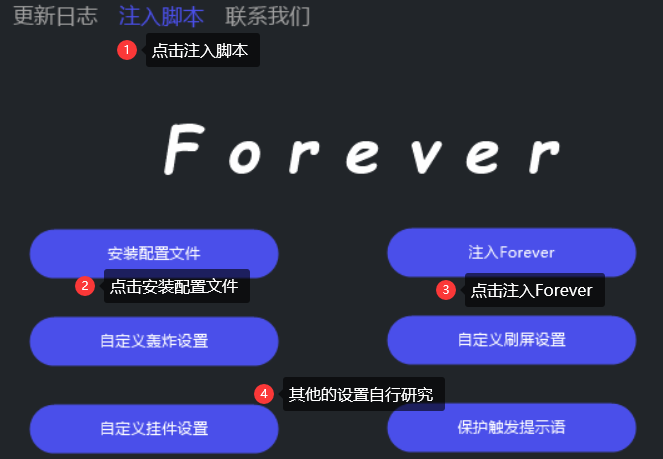 更新日志 注入脚本 联系我们
1 点击注入脚本
Forever
安装配置文件 注入Forever
2 点击安装配置文件 3 点击注入Forever
自定义轰炸设置 自定义刷屏设置
4 其他的设置自行研究
自定义挂件设置 保护触发提示语